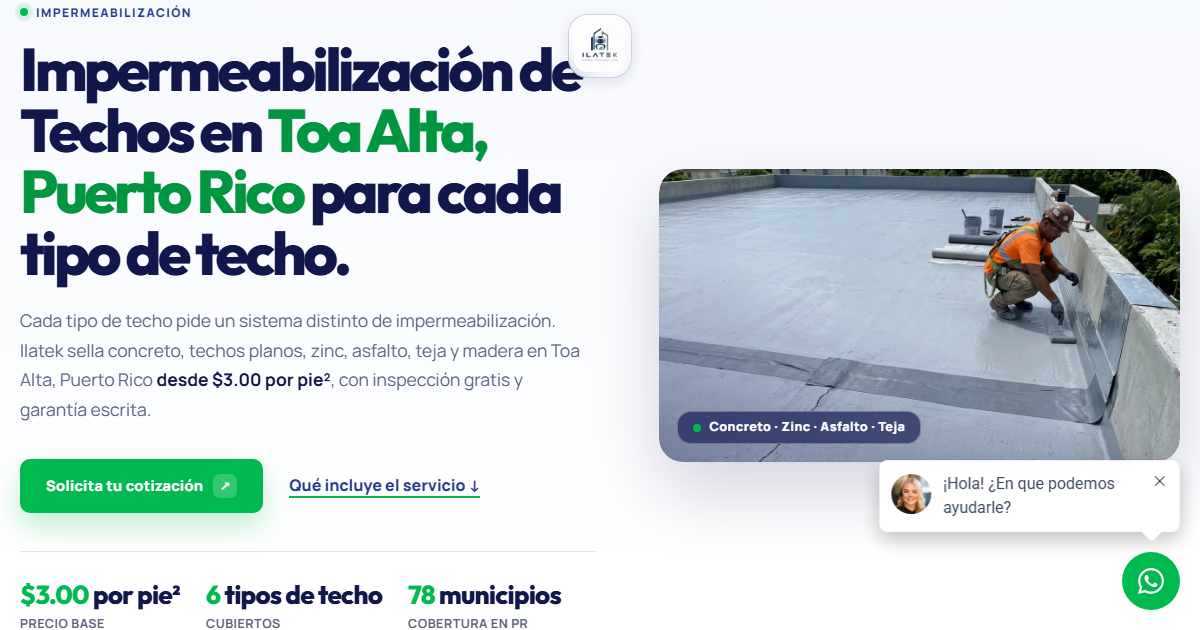 IMPERMEABILIZACIÓN
ILATEK
Impermeabilización de
Techos en Toa Alta,
Puerto Rico para cada
tipo de techo.
Cada tipo de techo pide un sistema distinto de impermeabilización.
Ilatek sella concreto, techos planos, zinc, asfalto, teja y madera en Toa
Alta, Puerto Rico desde $3.00 por pie², con inspección gratis y
garantía escrita.
Solicita tu cotización ↗
Qué incluye el servicio ↓
$3.00 por pie²
PRECIO BASE
6 tipos de techo
CUBIERTOS
78 municipios
COBERTURA EN PR
Concreto · Zinc · Asfalto · Teja
¡Hola! ¿En que podemos
ayudarle?